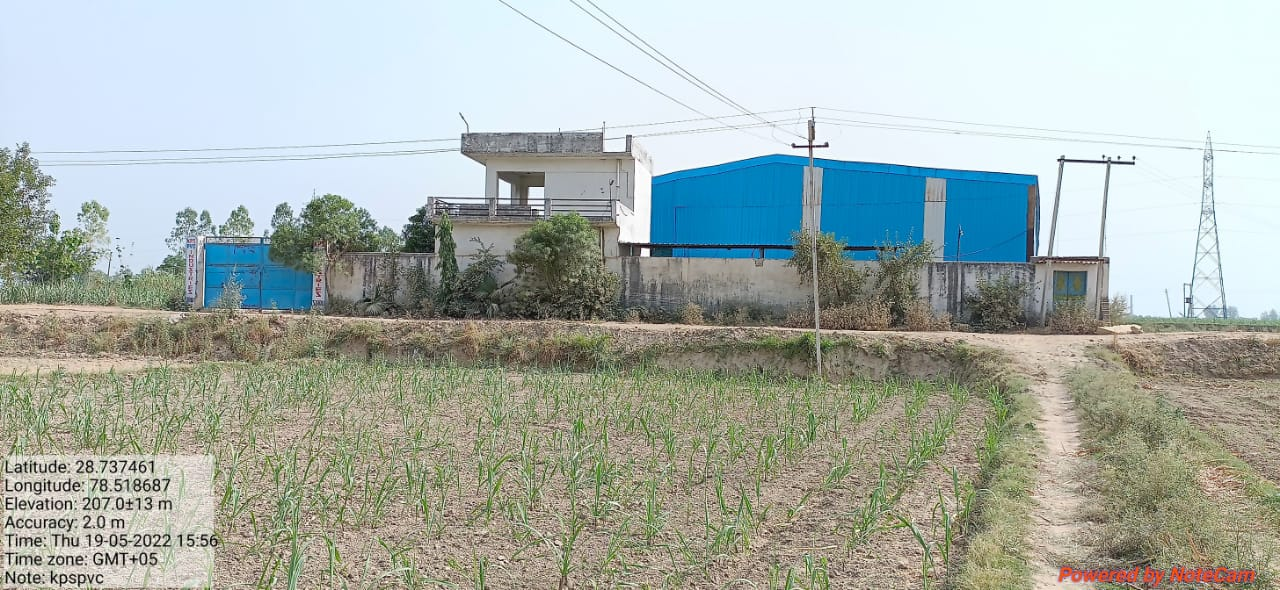 INDUSTRIES
Latitude: 28.737461
Longitude: 78.518687
Elevation: 207.0±13 m
Accuracy: 2.0 m
Time: Thu 19-05-2022 15:56
Time zone: GMT+05
Note: kpspvc
Powered by NoteCam